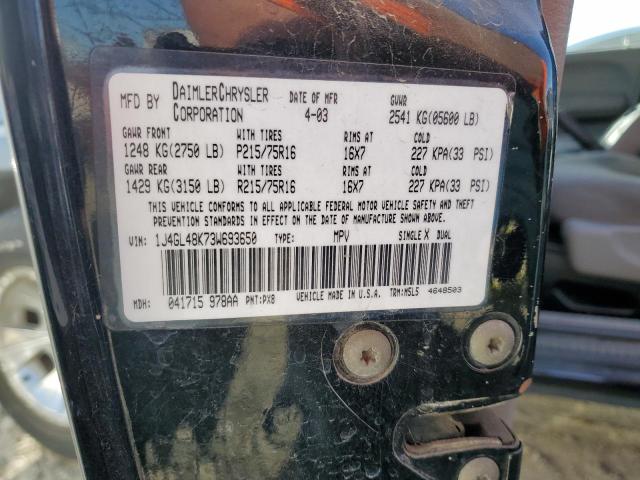 MFD BY DAIMLERCHRYSLER CORPORATION DATE OF MFR 4-03 GVWR 2541 KG(05600 LB)
GAWR FRONT WITH TIRES RIMS AT COLD
1248 KG(2750 LB) P215/75R16 16X7 227 KPA(33 PSI)
GAWR REAR WITH TIRES RIMS AT COLD
1429 KG(3150 LB) R215/75R16 16X7 227 KPA(33 PSI)
THIS VEHICLE CONFORMS TO ALL APPLICABLE FEDERAL MOTOR VEHICLE SAFETY AND
THEFT PREVENTION STANDARDS IN EFFECT ON THE DATE OF MANUFACTURE SHOWN ABOVE.
VIN: 1J4GL48K73W693650 TYPE: MPV SINGLE X DUAL
MDH: 041715 978AA PNT:PX8 VEHICLE MADE IN U.S.A. TRM:M5L5 4648503